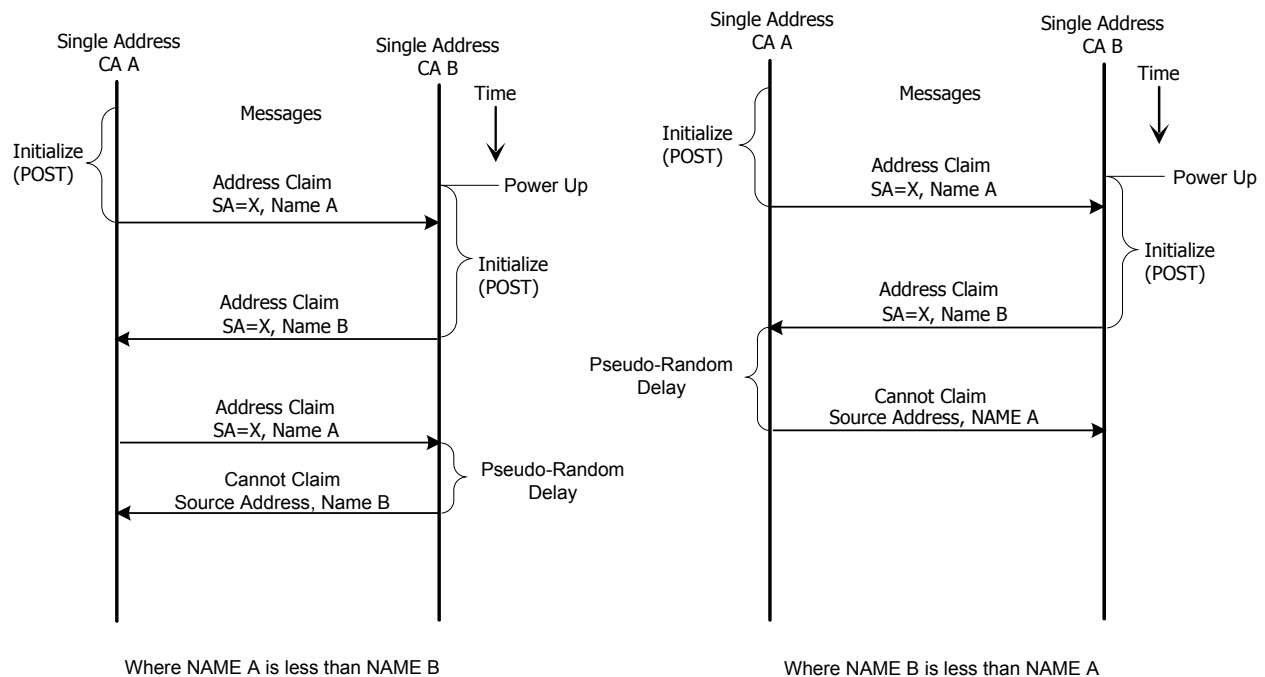 Single Address
CA A
Single Address
CA B
Time
Messages
Initialize
(POST)
Address Claim
SA=X, Name A
Power Up
Initialize
(POST)
Address Claim
SA=X, Name B
Address Claim
SA=X, Name A
Pseudo-Random
Delay
Cannot Claim
Source Address, Name B
Where NAME A is less than NAME B
Single Address
CA A
Single Address
CA B
Time
Messages
Initialize
(POST)
Address Claim
SA=X, Name A
Power Up
Initialize
(POST)
Address Claim
SA=X, Name B
Pseudo-Random
Delay
Cannot Claim
Source Address, NAME A
Where NAME B is less than NAME A